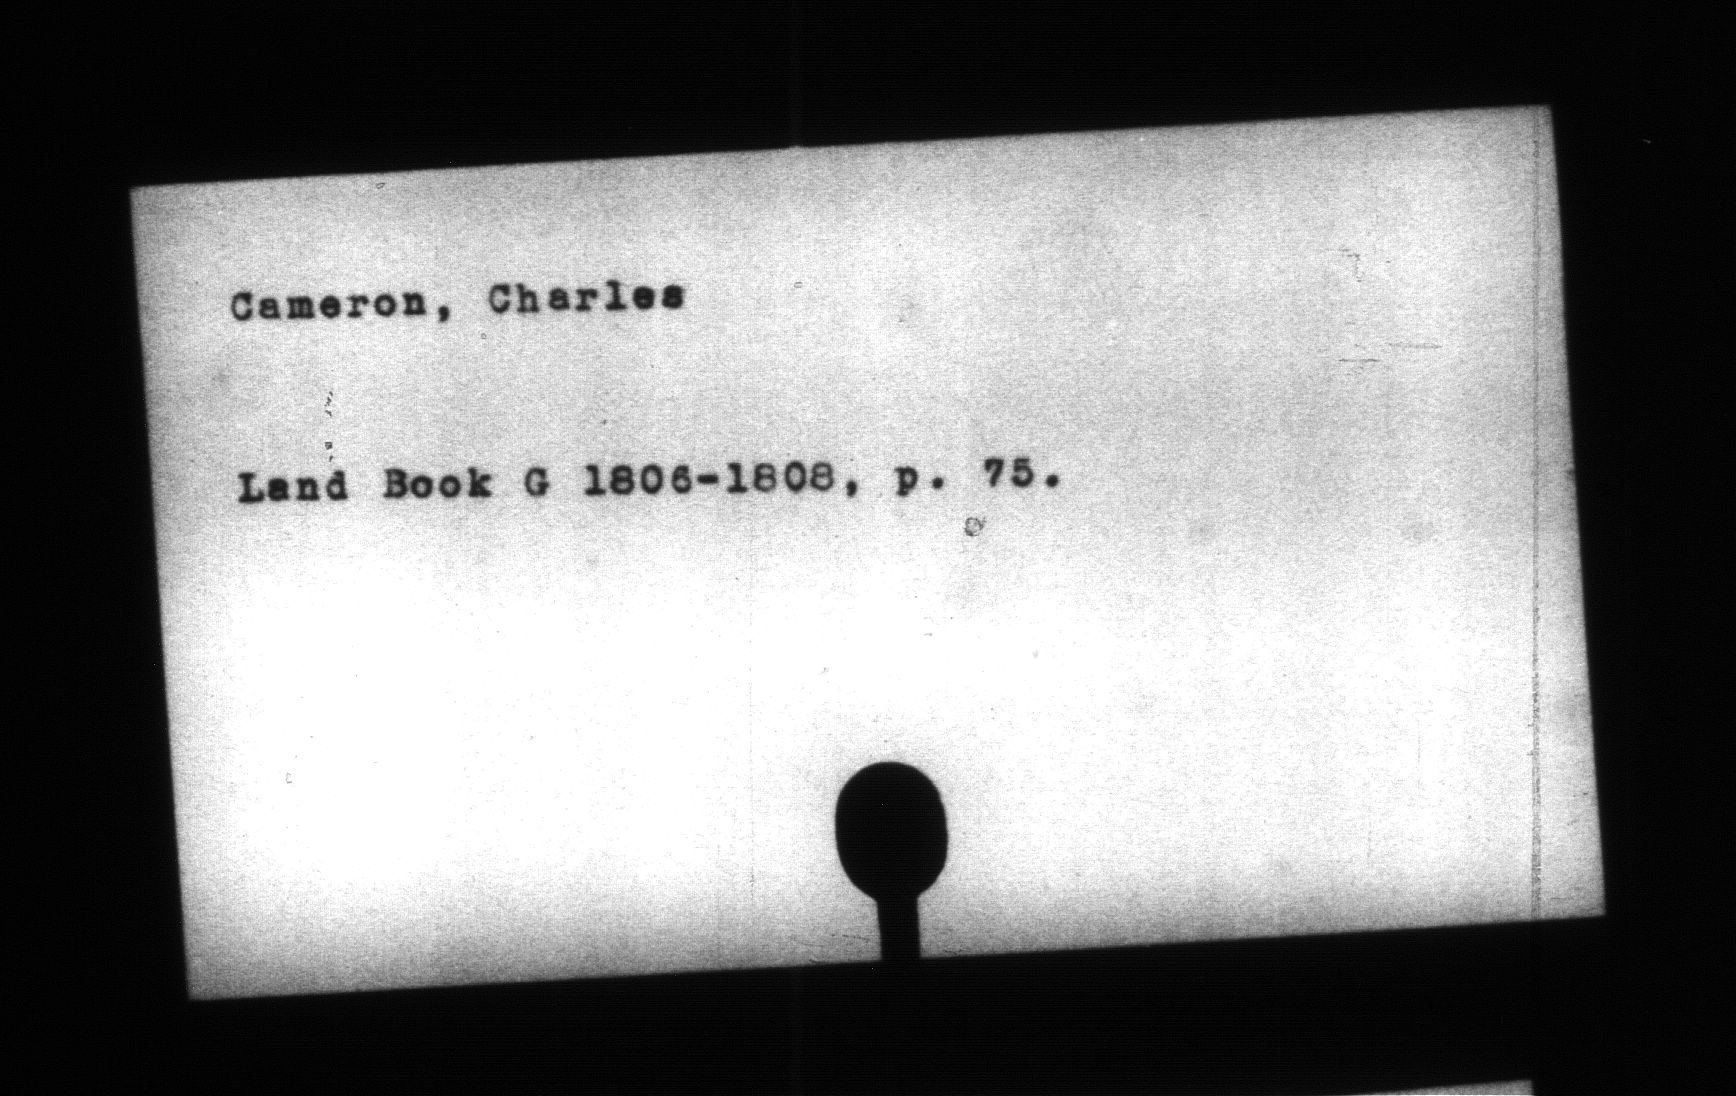 Cameron, Charles
Land Book G 1806-1808, p. 75.